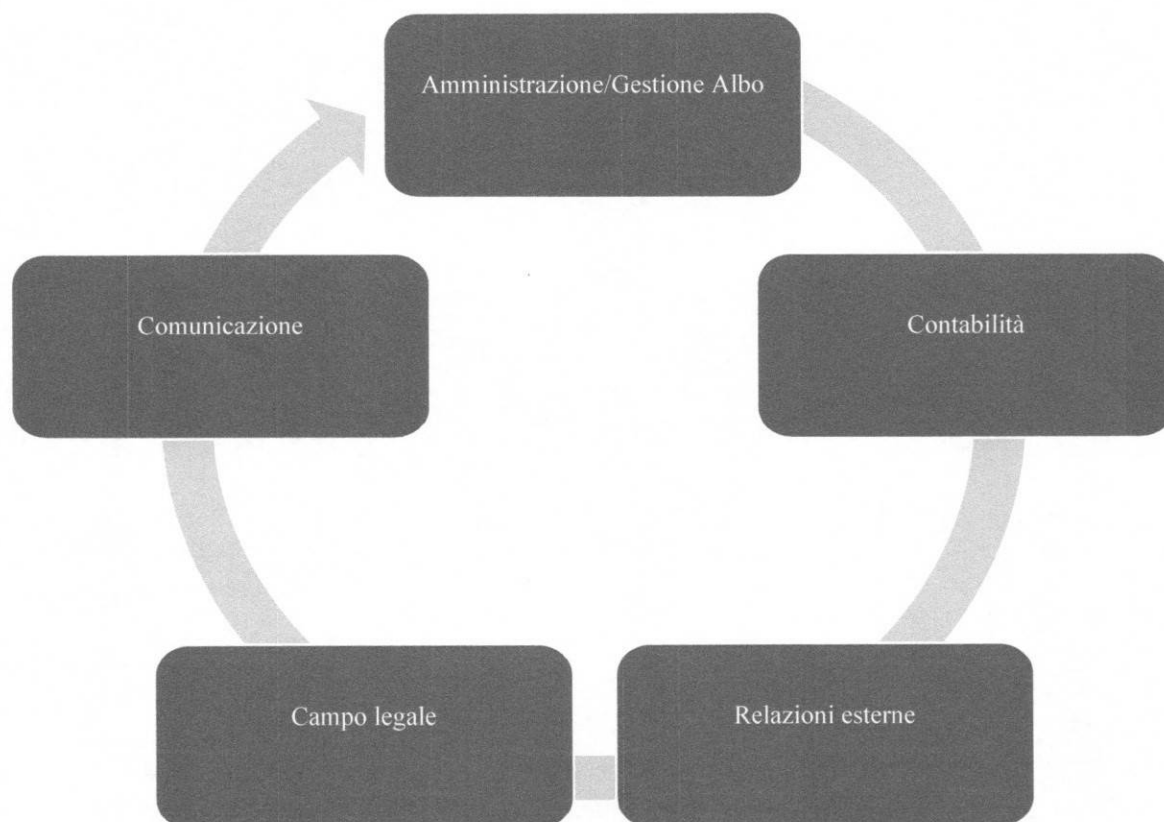 Amministrazione/Gestione Albo
Contabilità
Relazioni esterne
Campo legale
Comunicazione